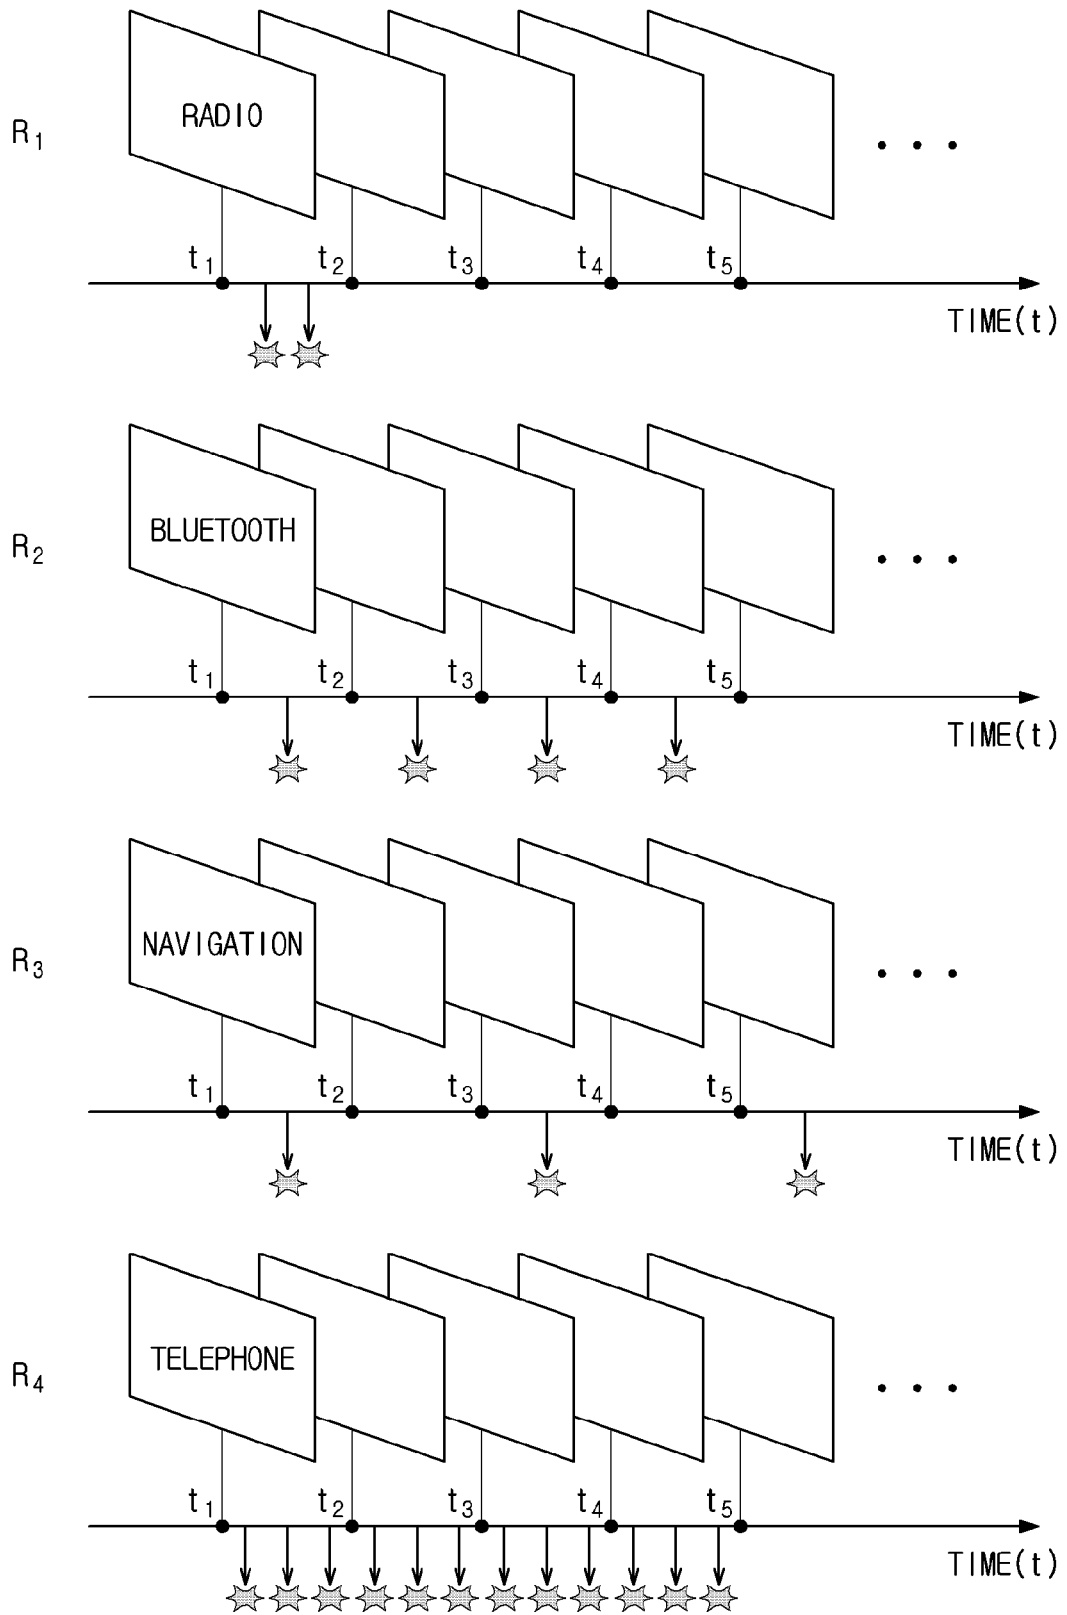 RADIO
R1
t1 t2 t3 t4 t5
TIME(t)
BLUETOOTH
R2
t1 t2 t3 t4 t5
TIME(t)
NAVIGATION
R3
t1 t2 t3 t4 t5
TIME(t)
TELEPHONE
R4
t1 t2 t3 t4 t5
TIME(t)